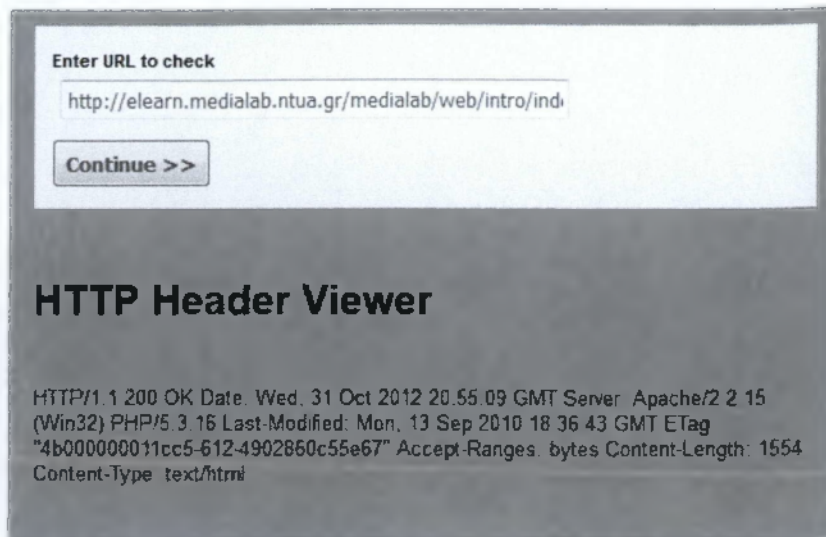 Enter URL to check
http://elearn.medialab.ntua.gr/medialab/web/intro/ind
Continue >>
HTTP Header Viewer
HTTP/1.1 200 OK Date: Wed, 31 Oct 2012 20:55:09 GMT Server: Apache/2.2.15
(Win32) PHP/5.3.16 Last-Modified: Mon, 13 Sep 2010 18:36:43 GMT ETag:
"4b000000011cc5-612-4902860c55e67" Accept-Ranges: bytes Content-Length: 1554
Content-Type: text/html